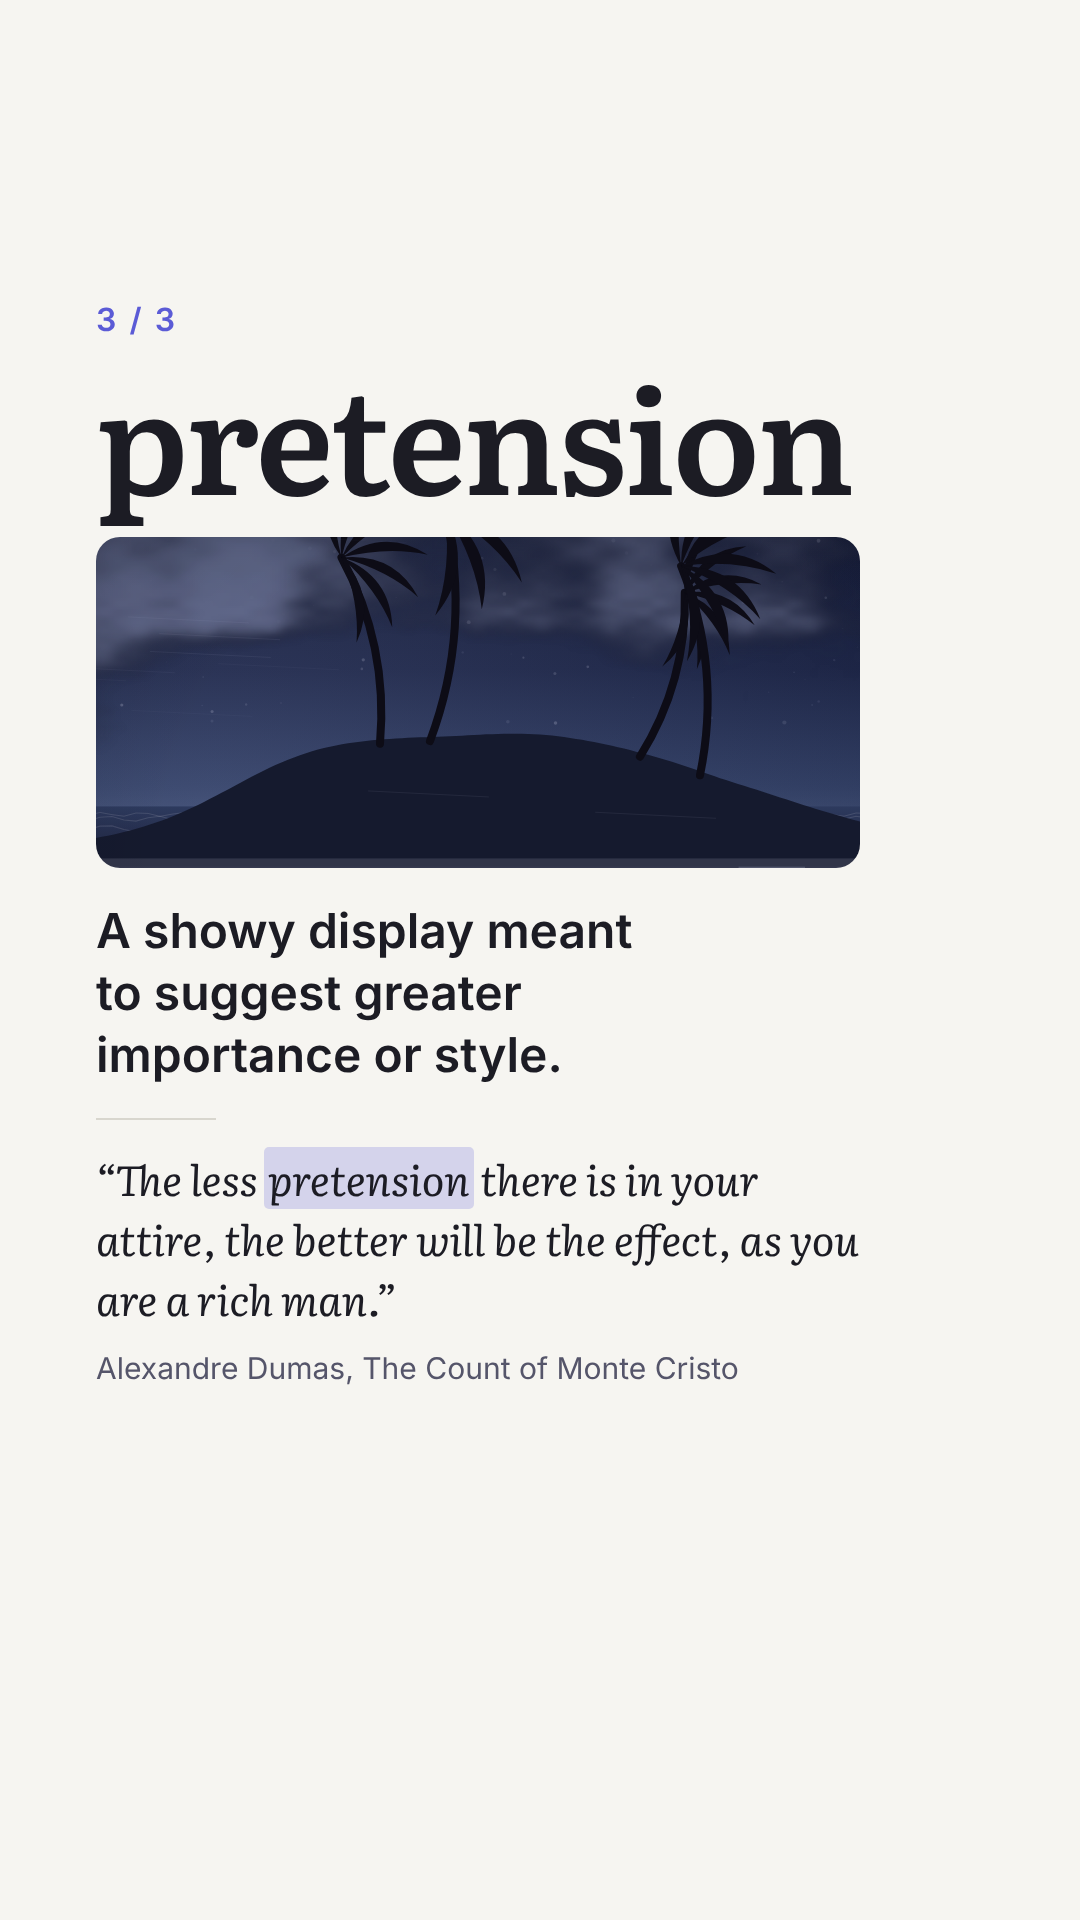 3 / 3
pretension
A showy display meant
to suggest greater
importance or style.
“The less pretension there is in your
attire, the better will be the effect, as you
are a rich man.”
Alexandre Dumas, The Count of Monte Cristo